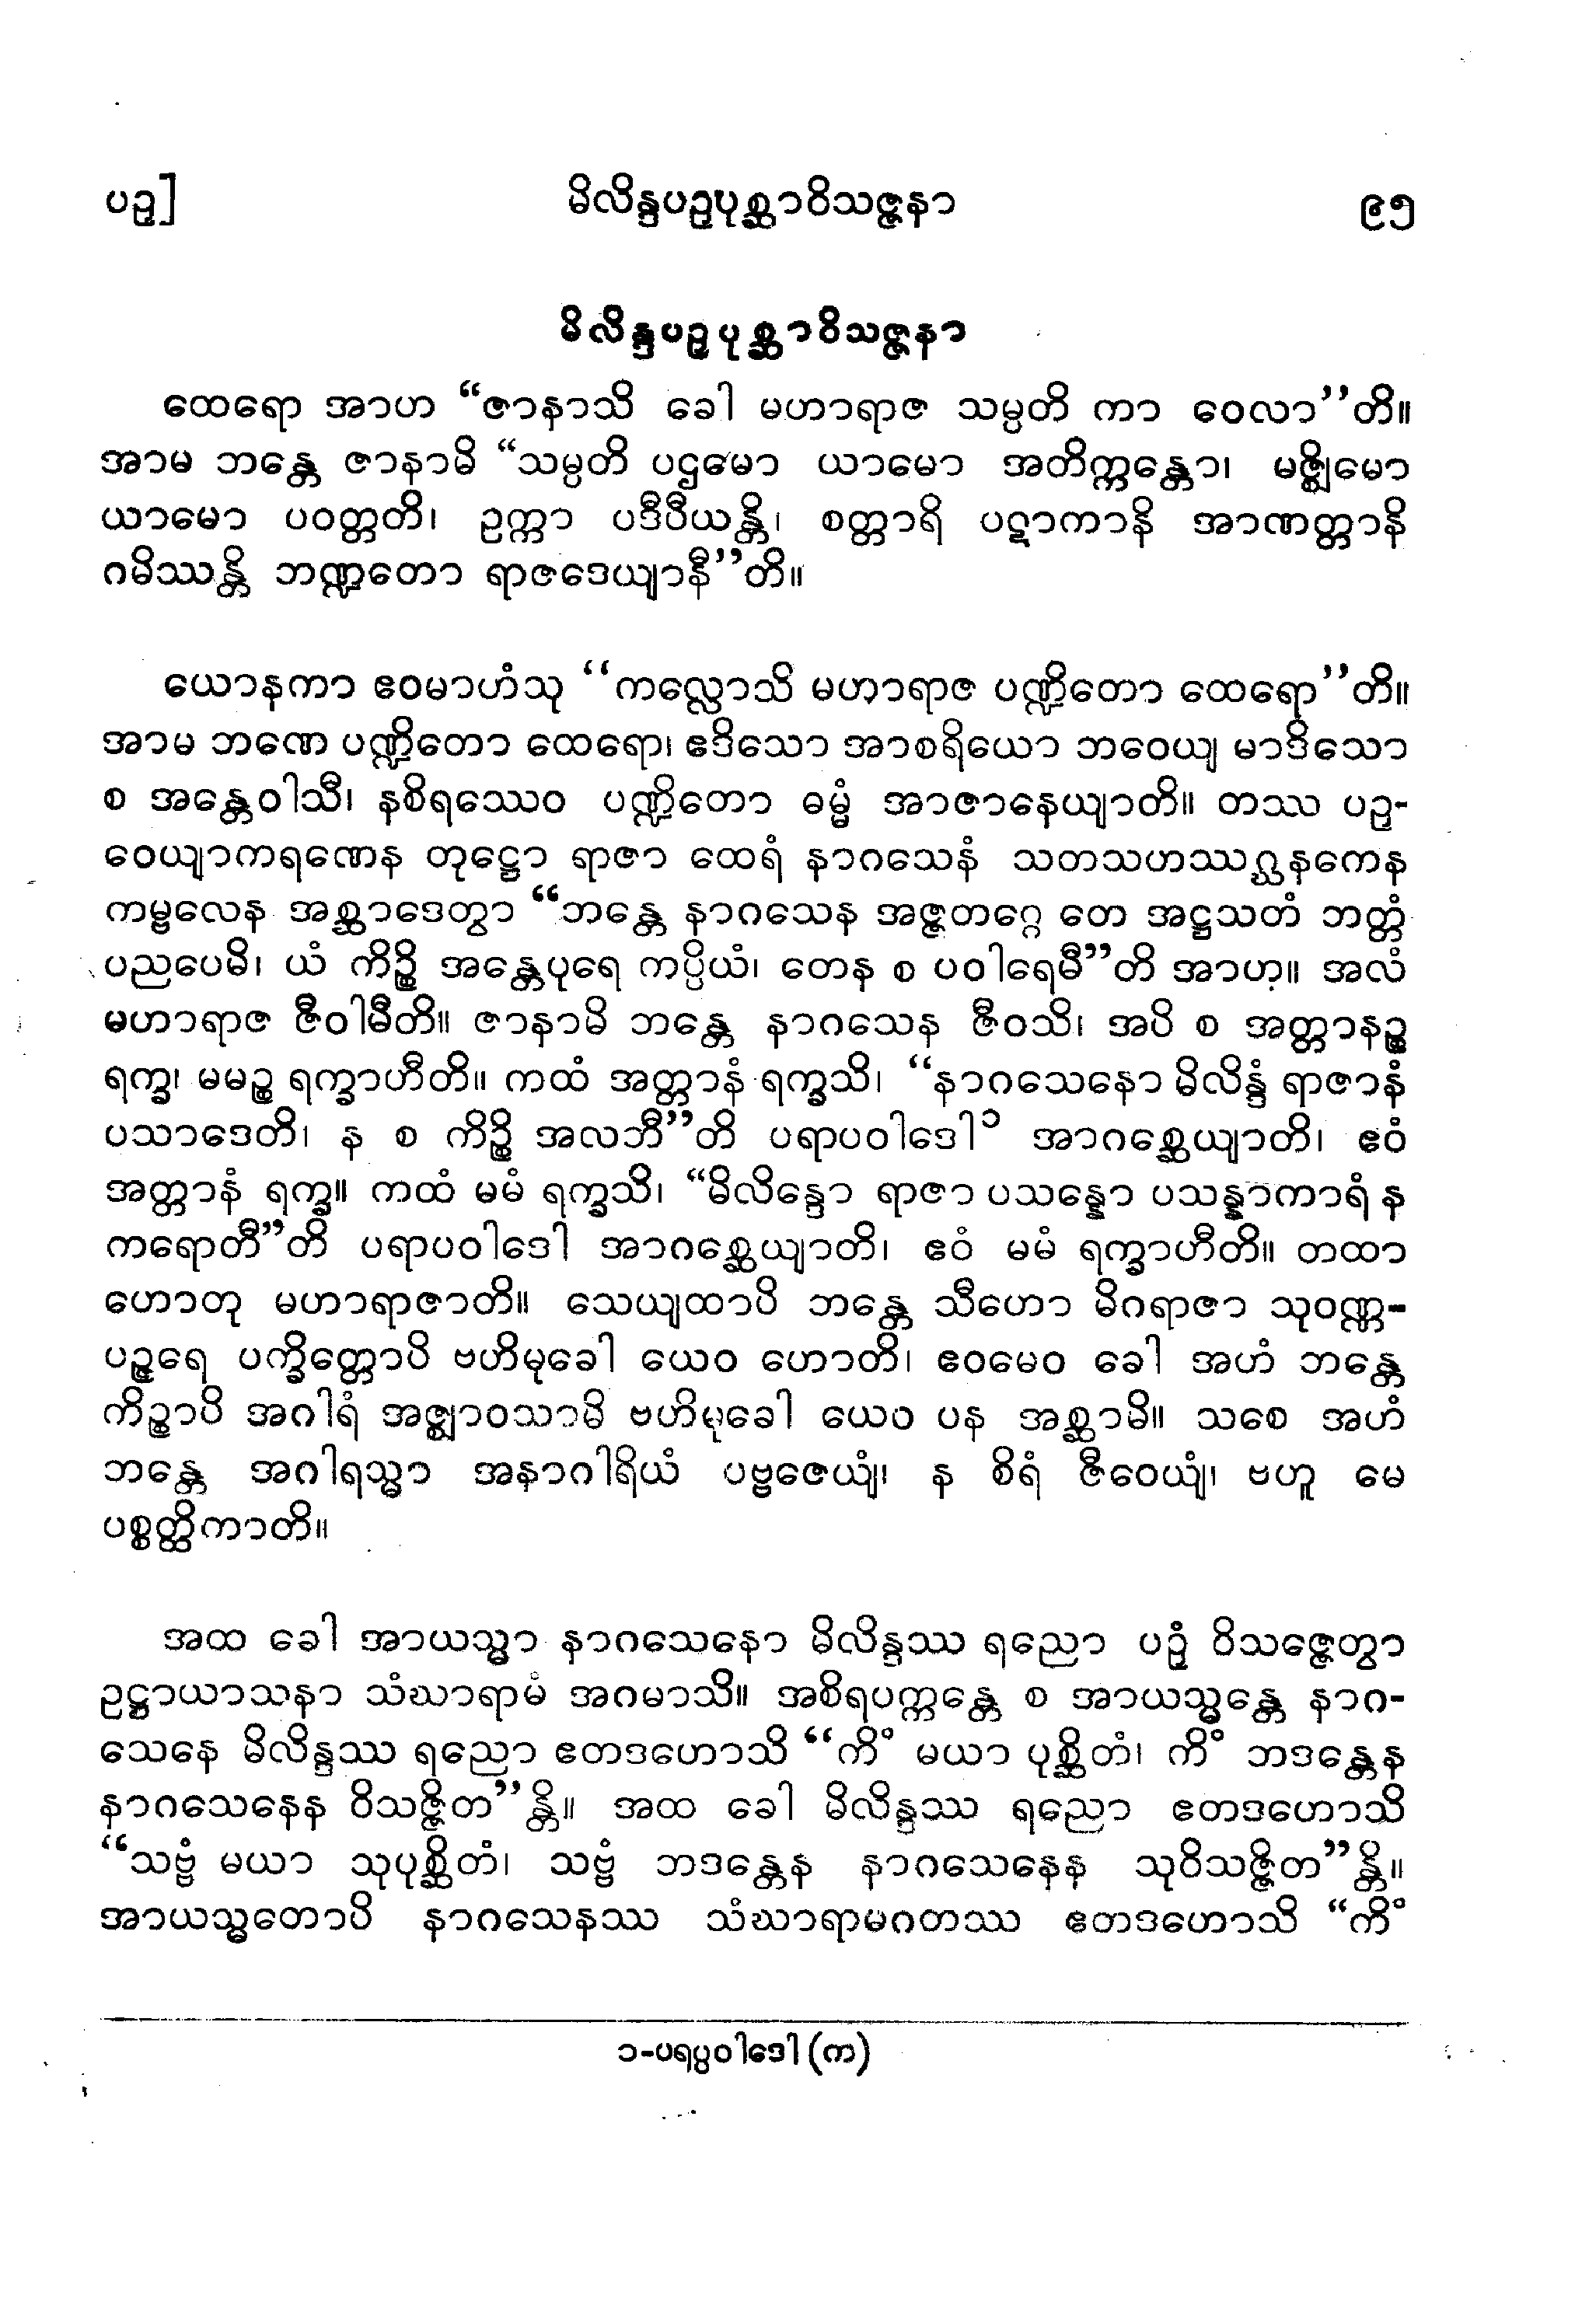 ပဉှ]
မိလိန္ဒပဉှပုစ္ဆာဝိသဇ္ဇနာ
၉၅
မိလိန္ဒပဉှပုစ္ဆာဝိသဇ္ဇနာ
ထေရော အာဟ “ဇာနာသိ ခေါ မဟာရာဇ သမ္ပတိ ကာ ဝေလာ”တိ။
အာမ ဘန္တေ ဇာနာမိ “သမ္ပတိ ပဌမော ယာမော အတိက္ကန္တော၊ မဇ္ဈိမော
ယာမော ပဝတ္တတိ၊ ဥက္ကာ ပဒီပီယန္တိ၊ စတ္တာရိ ပဋာကာနိ အာဏတ္တာနိ
ဂမိဿန္တိ ဘဏ္ဍတော ရာဇဒေယျာနီ”တိ။
ယောနကာ ဧဝမာဟံသု “ကလ္လောသိ မဟာရာဇ ပဏ္ဍိတော ထေရော”တိ။
အာမ ဘဏေ ပဏ္ဍိတော ထေရော၊ ဧဒိသော အာစရိယော ဘဝေယျ မာဒိသော
စ အန္တေဝါသီ၊ နစိရဿေဝ ပဏ္ဍိတော ဓမ္မံ အာဇာနေယျာတိ။ တဿ ပဉှ-
ဝေယျာကရဏေန တုဋ္ဌော ရာဇာ ထေရံ နာဂသေနံ သတသဟဿဂ္ဃနကေန
ကမ္ဗလေန အစ္ဆာဒေတွာ “ဘန္တေ နာဂသေန အဇ္ဇတဂ္ဂေ တေ အဋ္ဌသတံ ဘတ္တံ
ပညပေမိ၊ ယံ ကိဉ္စိ အန္တေပုရေ ကပ္ပိယံ၊ တေန စ ပဝါရေမီ”တိ အာဟ။ အလံ
မဟာရာဇ ဇီဝါမီတိ။ ဇာနာမိ ဘန္တေ နာဂသေန ဇီဝသိ၊ အပိ စ အတ္တာနဉ္စ
ရက္ခ၊ မမဉ္စ ရက္ခာဟီတိ။ ကထံ အတ္တာနံ ရက္ခသိ၊ “နာဂသေနော မိလိန္ဒံ ရာဇာနံ
ပသာဒေတိ၊ န စ ကိဉ္စိ အလဘီ”တိ ပရာပဝါဒေါ၁ အာဂစ္ဆေယျာတိ၊ ဧဝံ
အတ္တာနံ ရက္ခ။ ကထံ မမံ ရက္ခသိ၊ “မိလိန္ဒော ရာဇာ ပသန္နော ပသန္နာကာရံ န
ကရောတီ”တိ ပရာပဝါဒေါ အာဂစ္ဆေယျာတိ၊ ဧဝံ မမံ ရက္ခာဟီတိ။ တထာ
ဟောတု မဟာရာဇာတိ။ သေယျထာပိ ဘန္တေ သီဟော မိဂရာဇာ သုဝဏ္ဏ-
ပဉ္ဇရေ ပက္ခိတ္တောပိ ဗဟိမုခေါ ယေဝ ဟောတိ၊ ဧဝမေဝ ခေါ အဟံ ဘန္တေ
ကိဉ္စာပိ အဂါရံ အဇ္ဈာဝသာမိ ဗဟိမုခေါ ယေဝ ပန အစ္ဆာမိ။ သစေ အဟံ
ဘန္တေ အဂါရသ္မာ အနာဂါရိယံ ပဗ္ဗဇေယျံ၊ န စိရံ ဇီဝေယျံ၊ ဗဟူ မေ
ပစ္စတ္ထိကာတိ။
အထ ခေါ အာယသ္မာ နာဂသေနော မိလိန္ဒဿ ရညော ပဉှံ ဝိသဇ္ဇေတွာ
ဥဋ္ဌာယာသနာ သံဃာရာမံ အဂမာသိ။ အစိရပက္ကန္တေ စ အာယသ္မန္တေ နာဂ-
သေနေ မိလိန္ဒဿ ရညော ဧတဒဟောသိ “ကိံ မယာ ပုစ္ဆိတံ၊ ကိံ ဘဒန္တေန
နာဂသေနေန ဝိသဇ္ဇိတ”န္တိ။ အထ ခေါ မိလိန္ဒဿ ရညော ဧတဒဟောသိ
“သဗ္ဗံ မယာ သုပုစ္ဆိတံ၊ သဗ္ဗံ ဘဒန္တေန နာဂသေနေန သုဝိသဇ္ဇိတ”န္တိ။
အာယသ္မတောပိ နာဂသေနဿ သံဃာရာမဂတဿ ဧတဒဟောသိ “ကိံ
၁-ပရပ္ပဝါဒေါ (က)